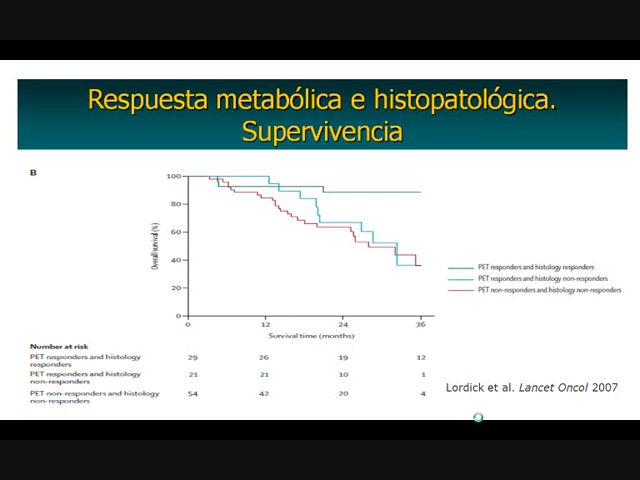 Respuesta metabólica e histopatológica.
Supervivencia
B
Overall survival (%)
100
80
60
40
20
0
0 12 24 36
Survival time (months)
PET responders and histology responders
PET responders and histology non-responders
PET non-responders and histology non-responders
Number at risk
PET responders and histology
responders 29 26 19 12
PET responders and histology
non-responders 21 21 10 1
PET non-responders and histology
non-responders 54 42 20 4
Lordick et al. Lancet Oncol 2007